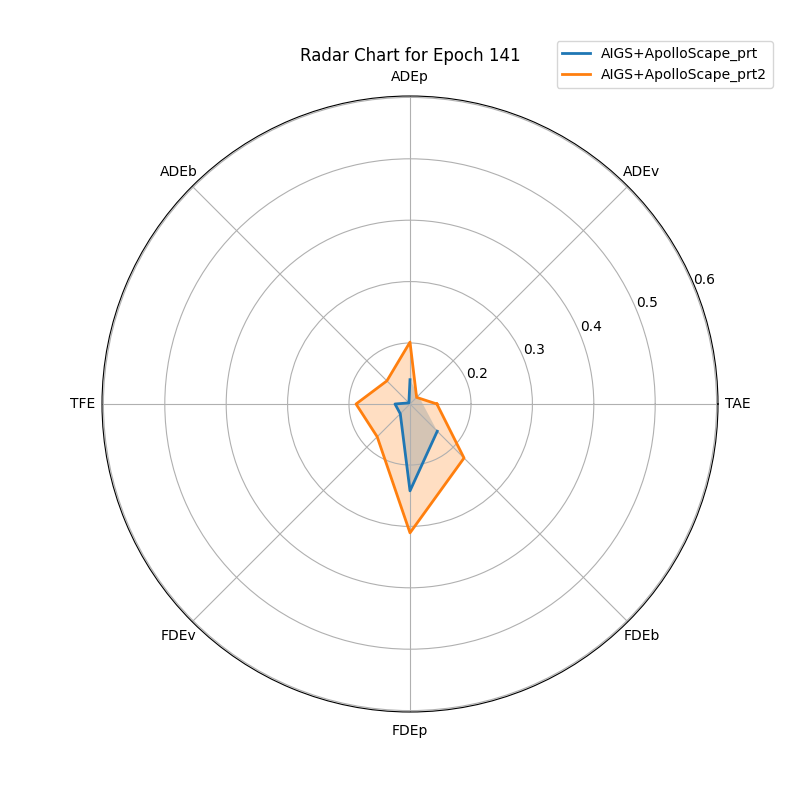 Radar Chart for Epoch 141
AIGS+ApolloScape_prt
AIGS+ApolloScape_prt2
ADEp
ADEb
ADEv
0.6
0.5
0.4
0.3
0.2
TFE
TAE
FDEv
FDEb
FDEp